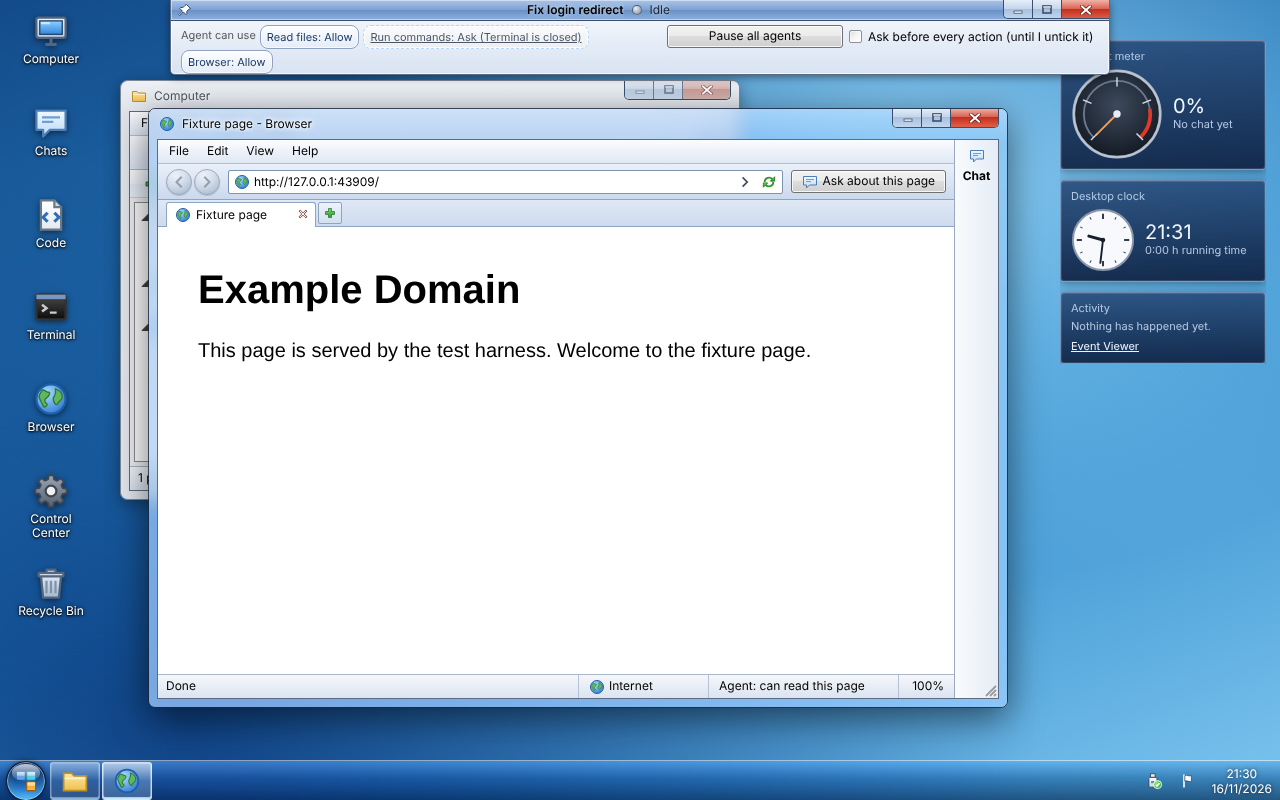 Computer
Chats
Code
Terminal
Browser
Control
Center
Recycle Bin
Fix login redirect
Idle
Agent can use
Read files: Allow
Run commands: Ask (Terminal is closed)
Browser: Allow
Pause all agents
Ask before every action (until I untick it)
Computer
Fixture page - Browser
File
Edit
View
Help
http://127.0.0.1:43909/
Ask about this page
Chat
Fixture page
Example Domain
This page is served by the test harness. Welcome to the fixture page.
Done
Internet
Agent: can read this page
100%
meter
0%
No chat yet
Desktop clock
21:31
0:00 h running time
Activity
Nothing has happened yet.
Event Viewer
21:30
16/11/2026